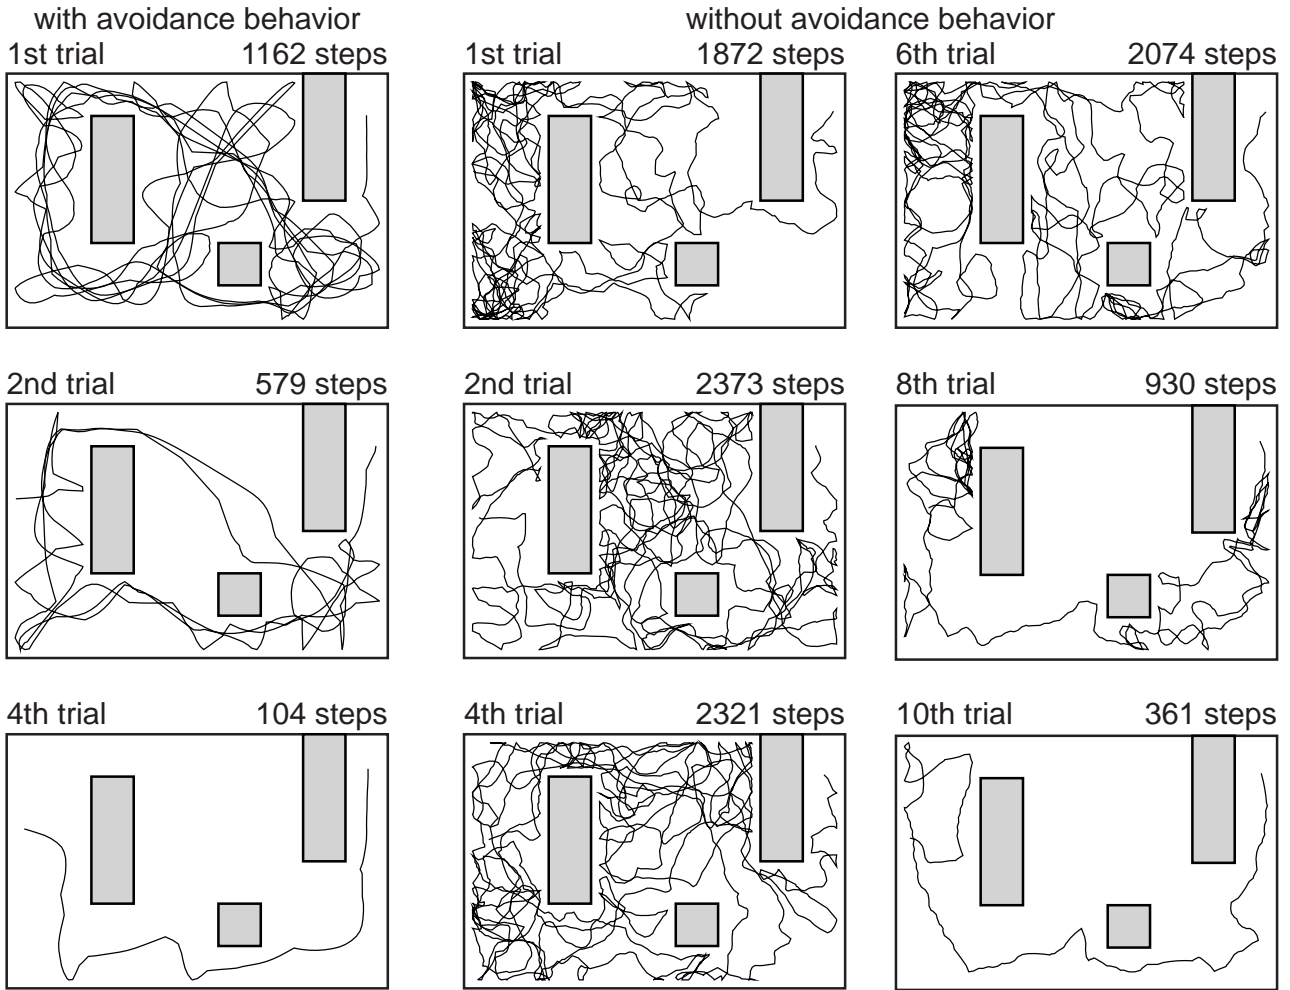 with avoidance behavior
without avoidance behavior
1st trial 1162 steps
1st trial 1872 steps
6th trial 2074 steps
2nd trial 579 steps
2nd trial 2373 steps
8th trial 930 steps
4th trial 104 steps
4th trial 2321 steps
10th trial 361 steps